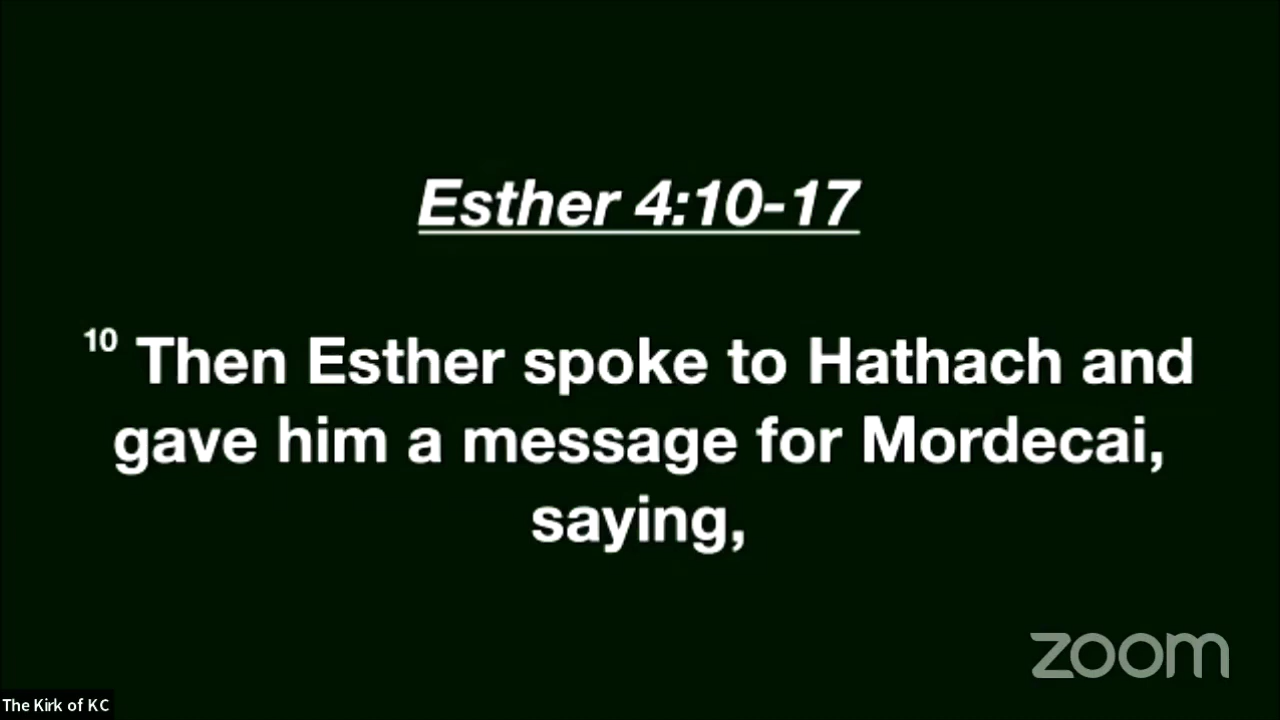 Esther 4:10-17
10 Then Esther spoke to Hathach and
gave him a message for Mordecai,
saying,
zoom
The Kirk of KC